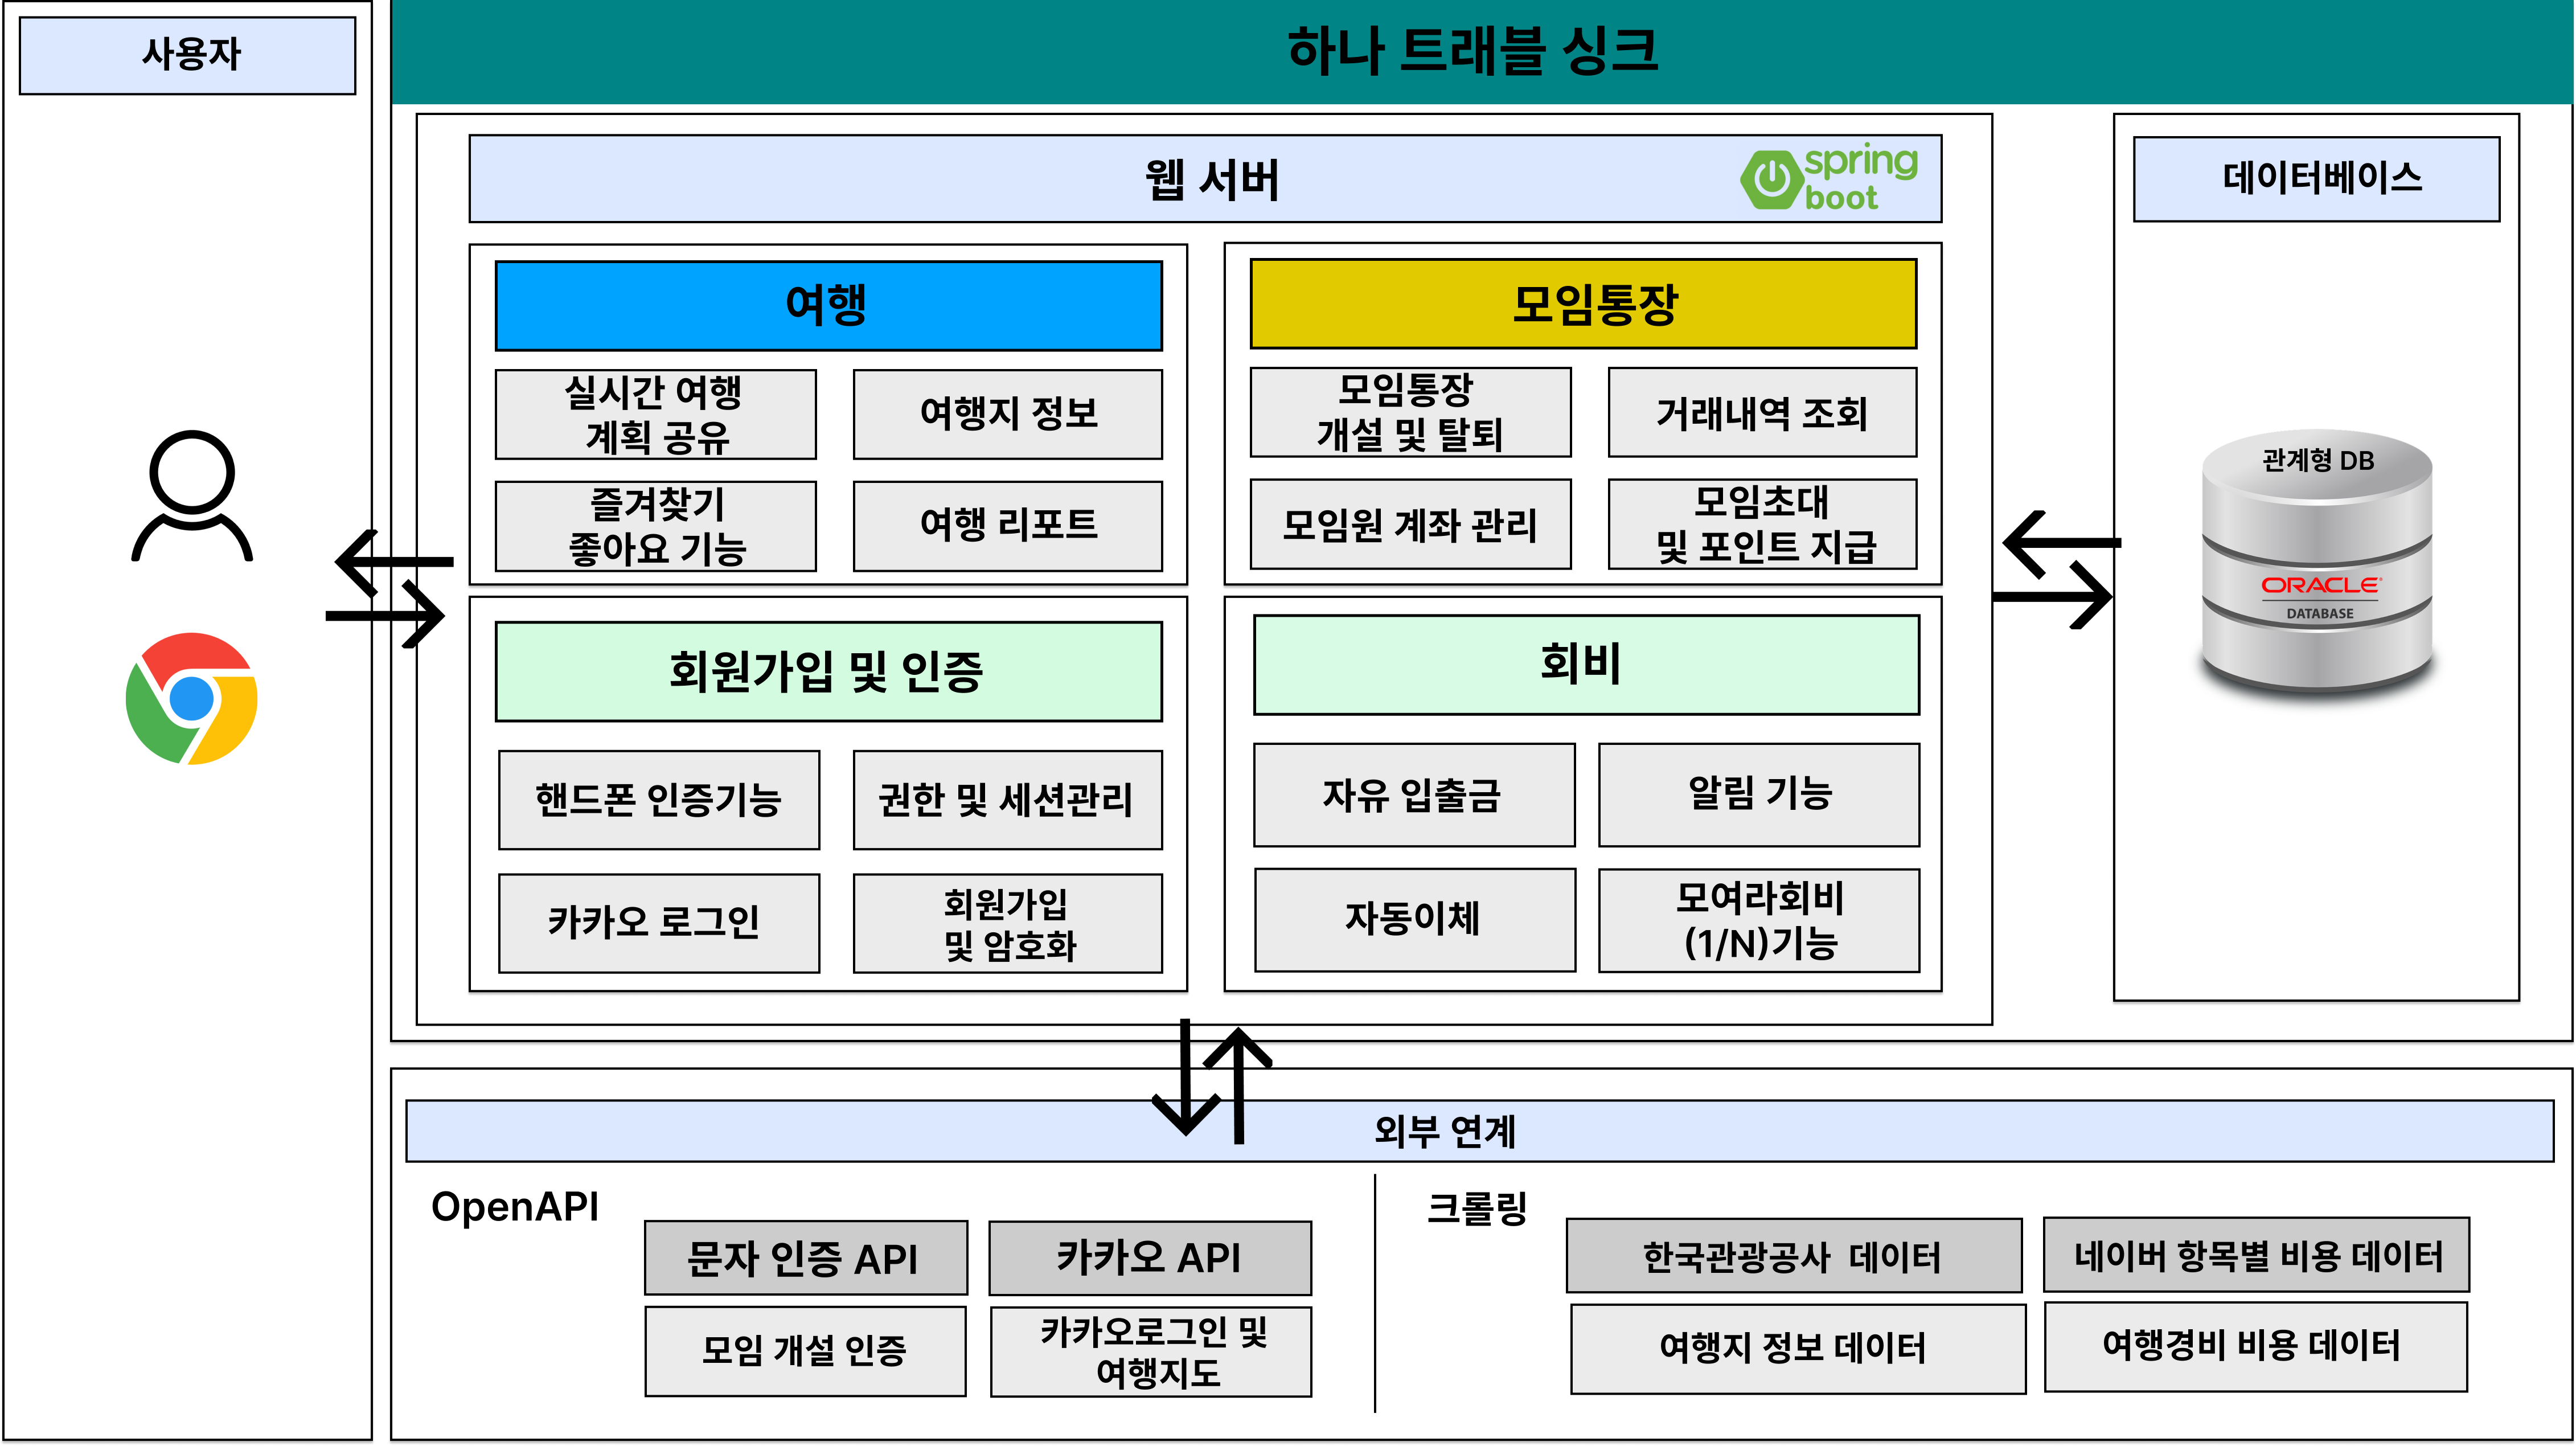 사용자
하나 트래블 싱크
웹 서버
spring
boot
여행
실시간 여행
계획 공유
여행지 정보
즐겨찾기
좋아요 기능
여행 리포트
모임통장
모임통장
개설 및 탈퇴
거래내역 조회
모임원 계좌 관리
모임초대
및 포인트 지급
회원가입 및 인증
핸드폰 인증기능
권한 및 세션관리
카카오 로그인
회원가입
및 암호화
회비
자유 입출금
알림 기능
자동이체
모여라회비
(1/N)기능
데이터베이스
관계형 DB
ORACLE
DATABASE
외부 연계
OpenAPI
문자 인증 API
카카오 API
모임 개설 인증
카카오로그인 및
여행지도
크롤링
한국관광공사 데이터
네이버 항목별 비용 데이터
여행지 정보 데이터
여행경비 비용 데이터